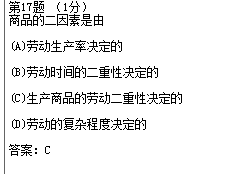 第17题 （1分）
商品的二因素是由
(A)劳动生产率决定的
(B)劳动时间的二重性决定的
(C)生产商品的劳动二重性决定的
(D)劳动的复杂程度决定的
答案：C